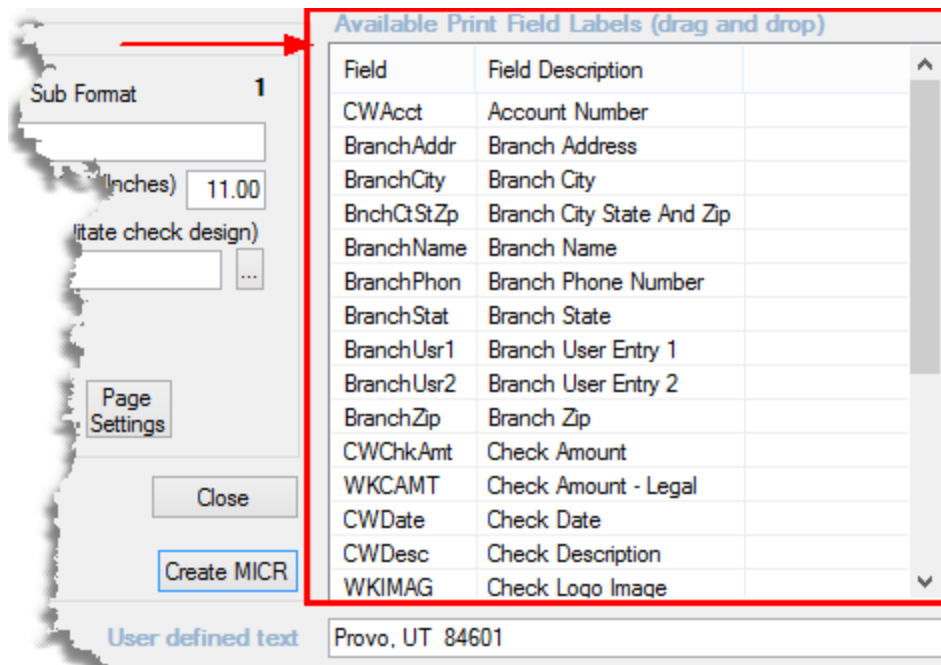 Available Print Field Labels (drag and drop)
Field Field Description
Sub Format 1
CWAcct Account Number
BranchAddr Branch Address
(Inches) 11.00
BranchCity Branch City
BnchCtStZp Branch City State And Zip
itate check design)
BranchName Branch Name
...
BranchPhon Branch Phone Number
BranchStat Branch State
BranchUsr1 Branch User Entry 1
BranchUsr2 Branch User Entry 2
Page Settings
BranchZip Branch Zip
CWChkAmt Check Amount
WKCAMT Check Amount - Legal
Close
CWDate Check Date
CWDesc Check Description
Create MICR
WKIMAG Check Logo Image
User defined text Provo, UT 84601